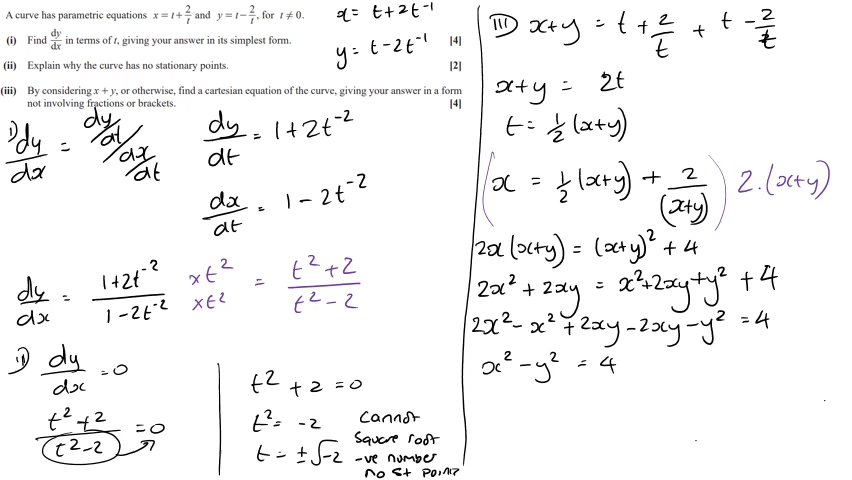 A curve has parametric equations x = t + 2/t and y = t − 2/t, for t ≠ 0.
(i) Find dy/dx in terms of t, giving your answer in its simplest form. [4]
(ii) Explain why the curve has no stationary points. [2]
(iii) By considering x + y, or otherwise, find a cartesian equation of the curve, giving your answer in a form
not involving fractions or brackets. [4]
x = t + 2t⁻¹
y = t − 2t⁻¹
i) dy/dx = dy/dt / dx/dt
dy/dt = 1 + 2t⁻²
dx/dt = 1 − 2t⁻²
dy/dx = (1 + 2t⁻²)/(1 − 2t⁻²) ×t² ×t² = (t² + 2)/(t² − 2)
ii) dy/dx = 0
(t² + 2)/(t² − 2) = 0
t² + 2 = 0
t² = −2
t = ± √−2
cannot
square root
-ve number
no st point
iii) x+y = t + 2/t + t − 2/t
x+y = 2t
t = ½ (x+y)
(x = ½ (x+y) + 2/(x+y)) 2.(x+y)
2x(x+y) = (x+y)² + 4
2x² + 2xy = x² + 2xy + y² + 4
2x² − x² + 2xy − 2xy − y² = 4
x² − y² = 4